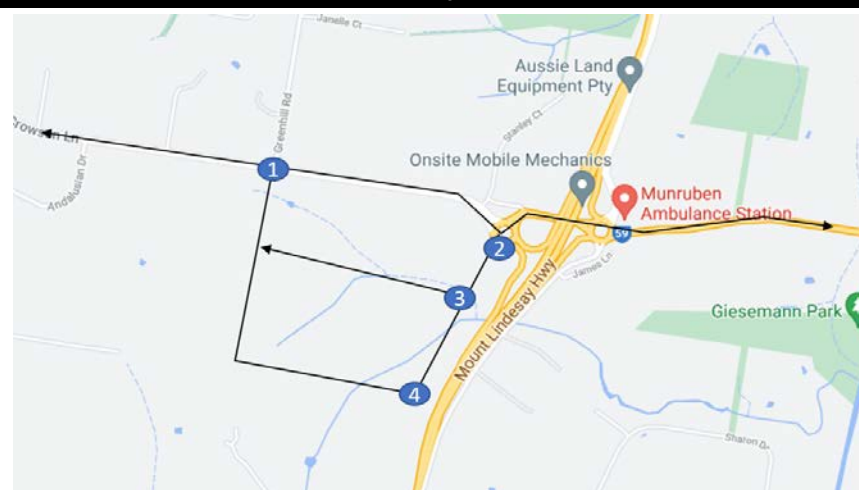 Janelle Ct
Aussie Land
Equipment Pty
Greenhill Rd
Stanley Ct
Crowson Ln
Onsite Mobile Mechanics
1
Munruben
Ambulance Station
Andalusian Dr
59
2
James Ln
3
Mount Lindesay Hwy
Giesemann Park
4
Sharon Dr